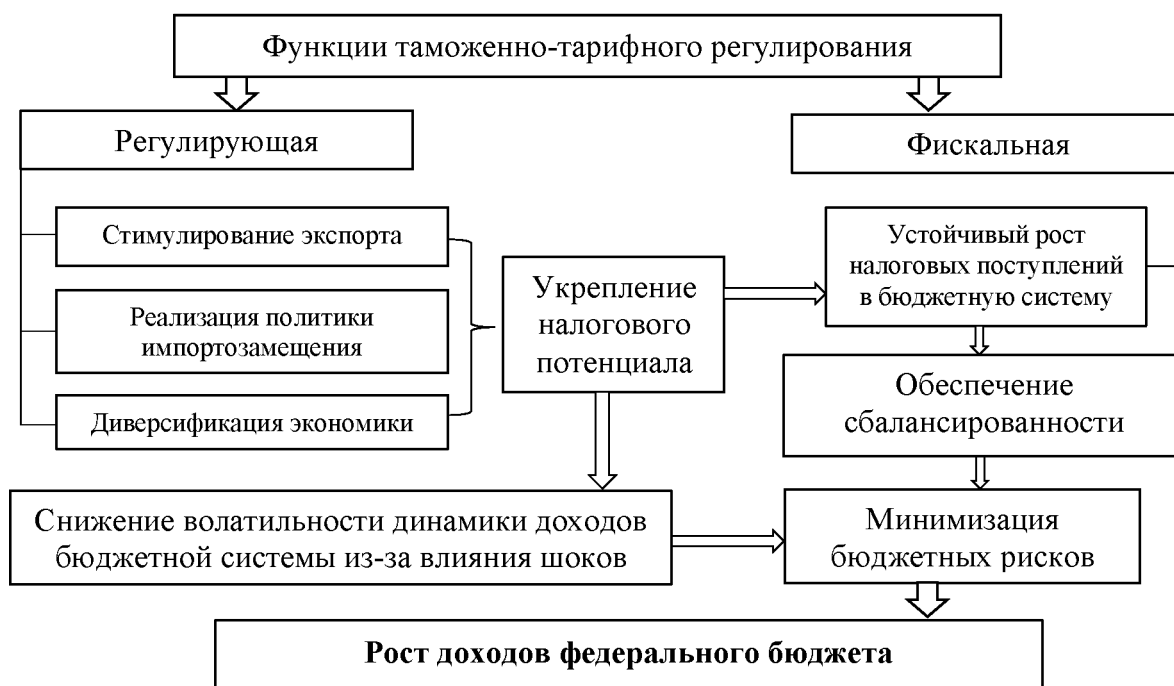 Функции таможенно-тарифного регулирования
Регулирующая
Фискальная
Стимулирование экспорта
Реализация политики
импортозамещения
Диверсификация экономики
Укрепление
налогового
потенциала
Устойчивый рост
налоговых поступлений
в бюджетную систему
Обеспечение
сбалансированности
Снижение волатильности динамики доходов
бюджетной системы из-за влияния шоков
Минимизация
бюджетных рисков
Рост доходов федерального бюджета